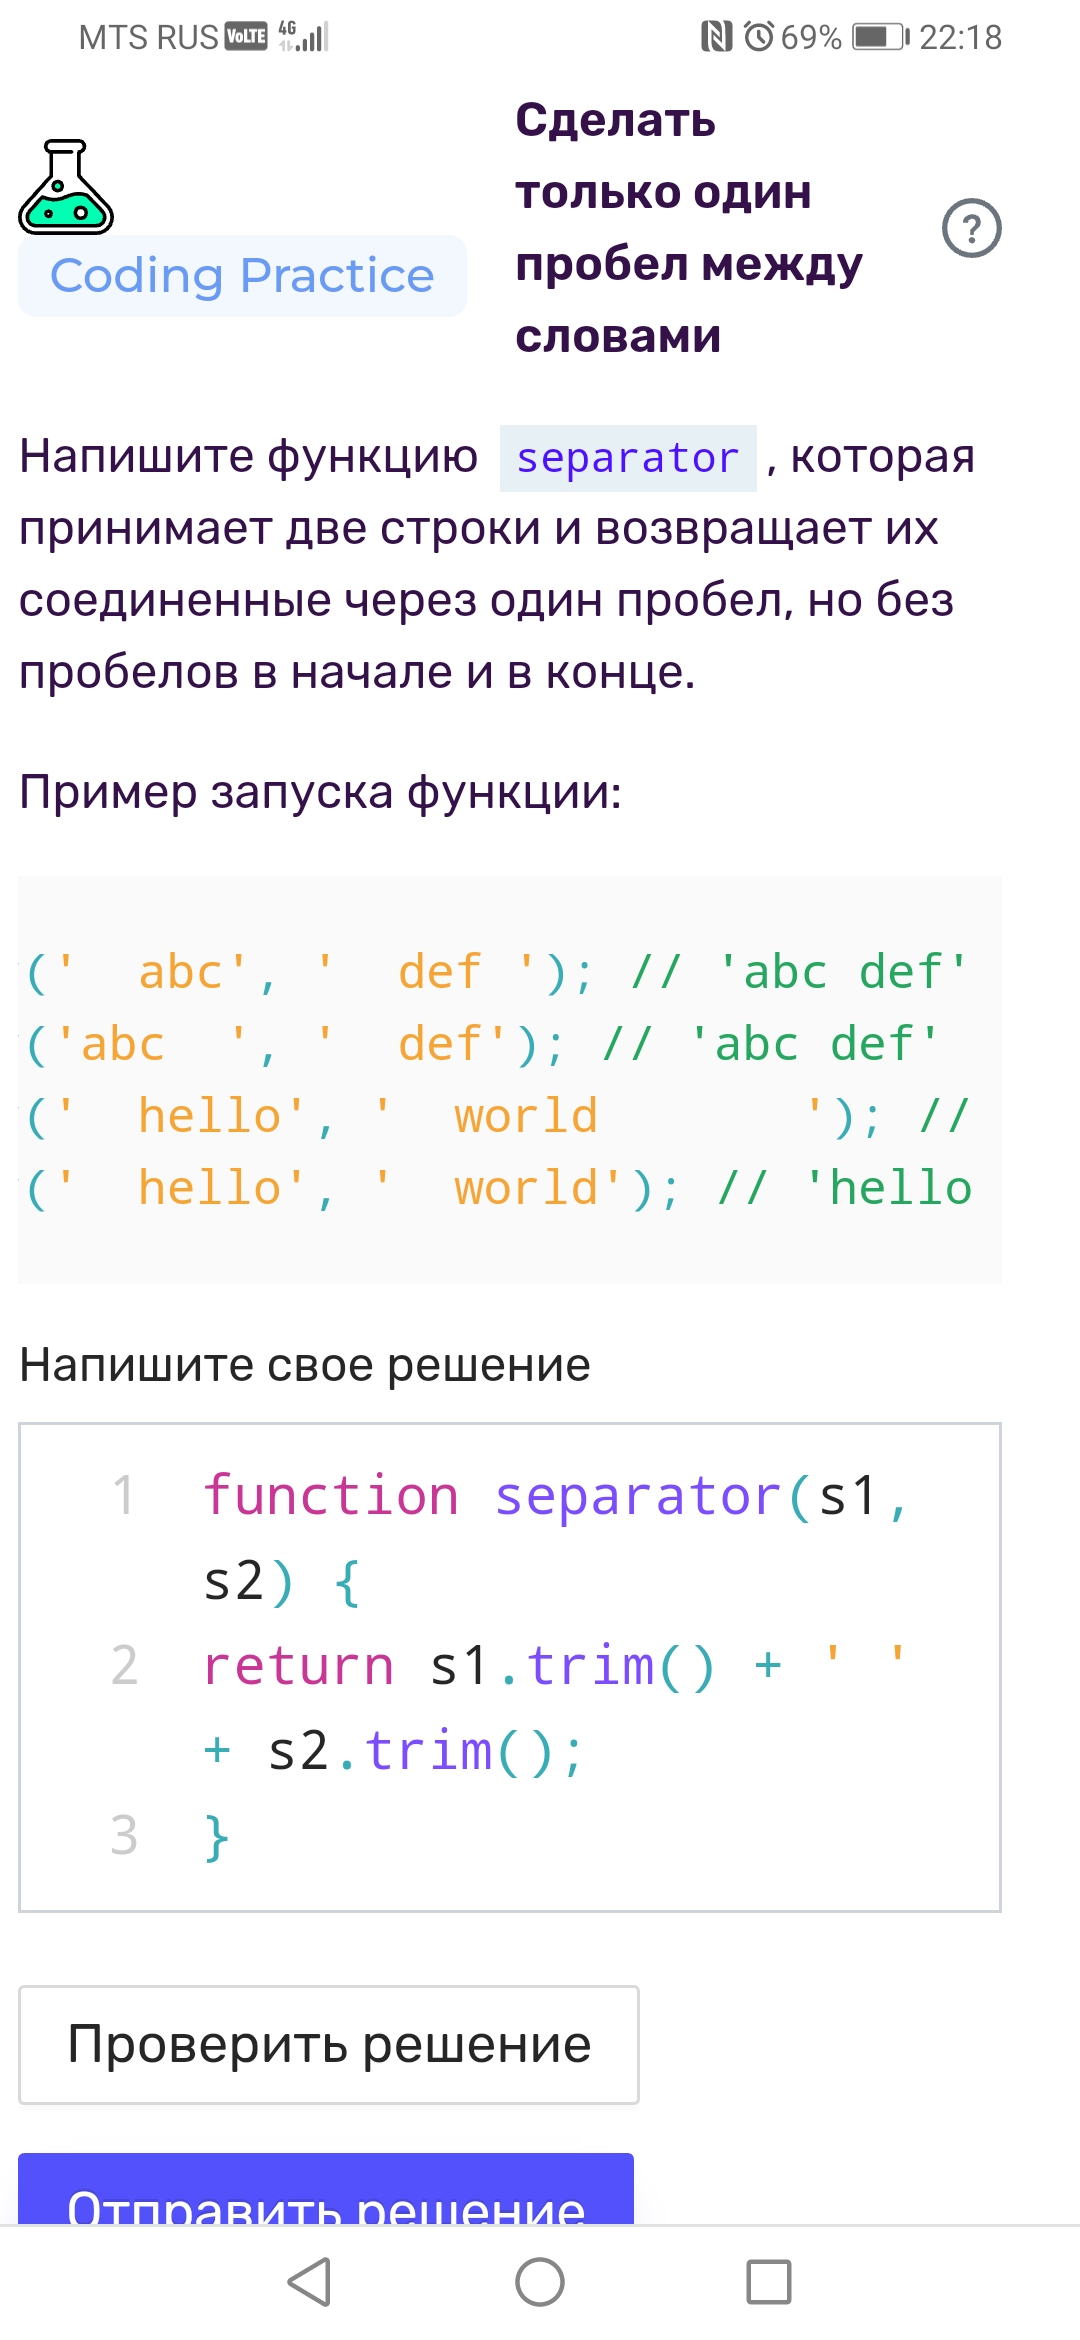 MTS RUS VoLTE 4G 69% 22:18
Сделать
только один
пробел между
словами
?
Coding Practice
Напишите функцию separator, которая
принимает две строки и возвращает их
соединенные через один пробел, но без
пробелов в начале и в конце.
Пример запуска функции:
('  abc', '  def '); // 'abc def'
('abc  ', '  def'); // 'abc def'
('  hello', '  world       '); //
('  hello', '  world'); // 'hello
Напишите свое решение
1 function separator(s1,
s2) {
2 return s1.trim() + ' '
+ s2.trim();
3 }
Проверить решение
Отправить решение